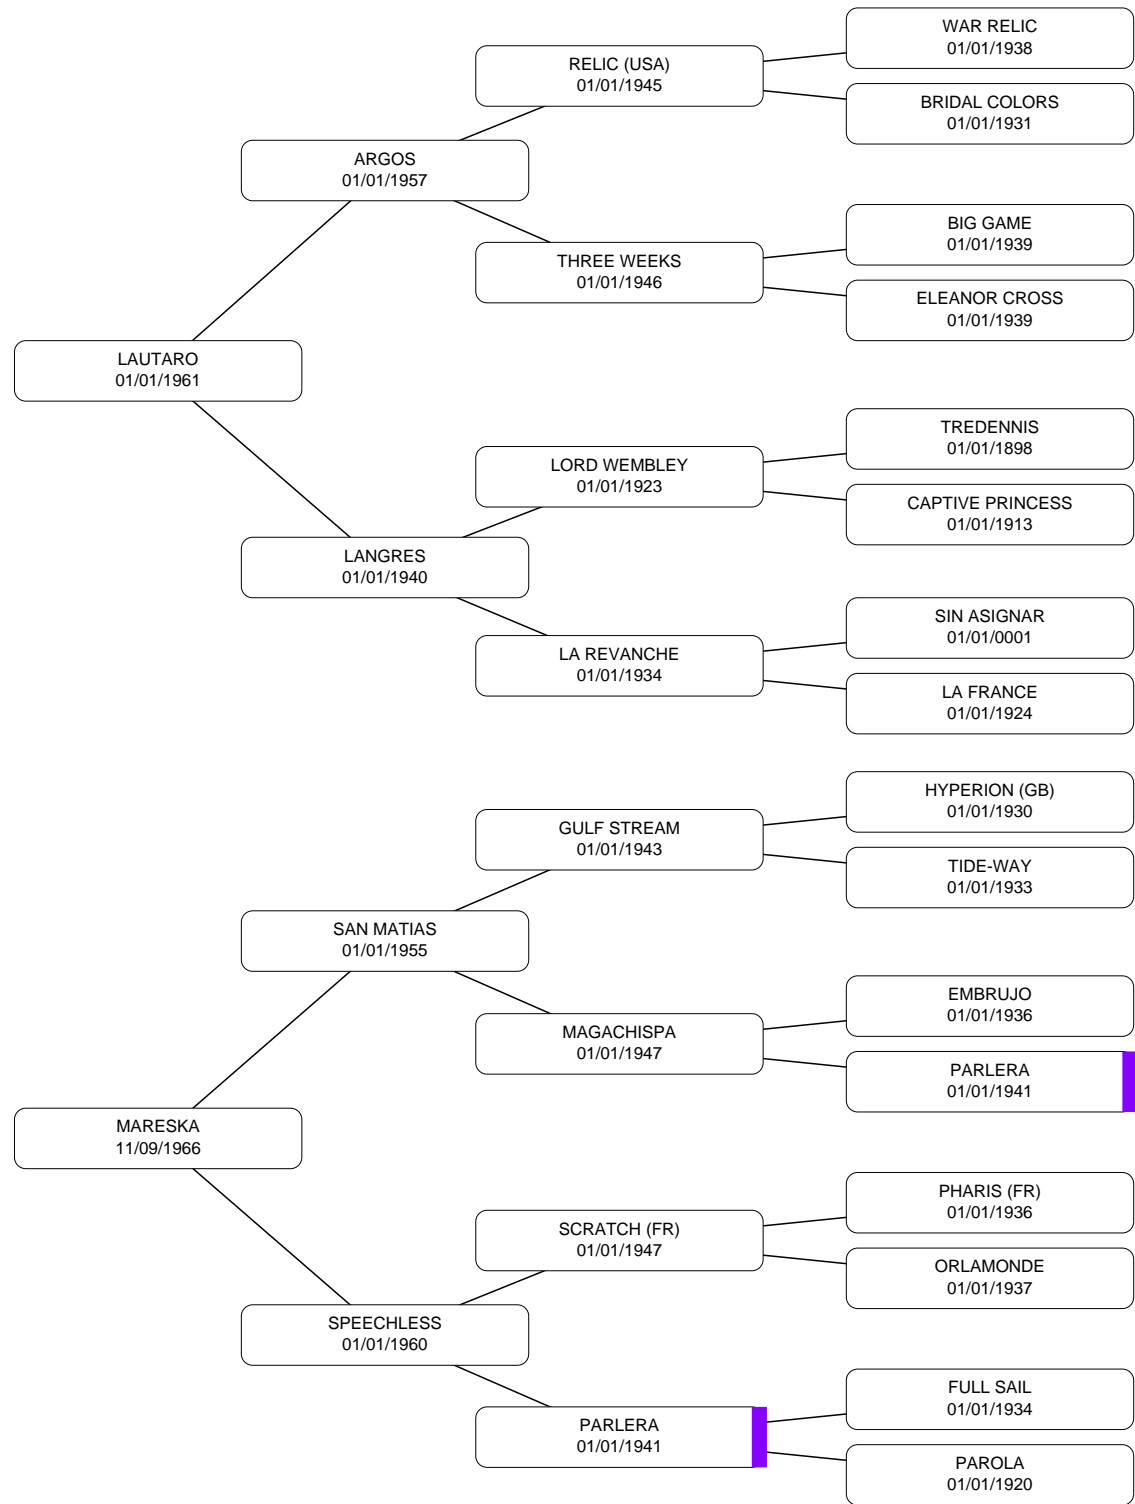 WAR RELIC
01/01/1938
RELIC (USA)
01/01/1945
BRIDAL COLORS
01/01/1931
ARGOS
01/01/1957
BIG GAME
01/01/1939
THREE WEEKS
01/01/1946
ELEANOR CROSS
01/01/1939
LAUTARO
01/01/1961
TREDENNIS
01/01/1898
LORD WEMBLEY
01/01/1923
CAPTIVE PRINCESS
01/01/1913
LANGRES
01/01/1940
SIN ASIGNAR
01/01/0001
LA REVANCHE
01/01/1934
LA FRANCE
01/01/1924
HYPERION (GB)
01/01/1930
GULF STREAM
01/01/1943
TIDE-WAY
01/01/1933
SAN MATIAS
01/01/1955
EMBRUJO
01/01/1936
MAGACHISPA
01/01/1947
PARLERA
01/01/1941
MARESKA
11/09/1966
PHARIS (FR)
01/01/1936
SCRATCH (FR)
01/01/1947
ORLAMONDE
01/01/1937
SPEECHLESS
01/01/1960
FULL SAIL
01/01/1934
PARLERA
01/01/1941
PAROLA
01/01/1920